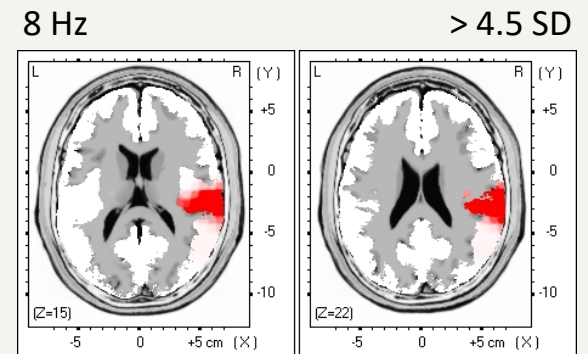 8 Hz > 4.5 SD
L R (Y) L R (Y)
+5 +5
0 0
-5 -5
-10 -10
(Z=15) (Z=22)
-5 0 +5 cm (X) -5 0 +5 cm (X)